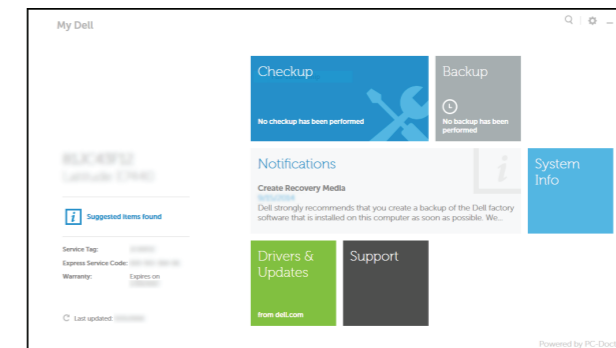 My Dell
Checkup
No checkup has been performed
Backup
No backup has been
performed
Suggested items found
Service Tag:
Express Service Code:
Warranty: Expires on
Last updated:
Notifications
Create Recovery Media
Dell strongly recommends that you create a backup of the Dell factory
software that is installed on this computer as soon as possible. We...
System
Info
Drivers &
Updates
from dell.com
Support
Powered by